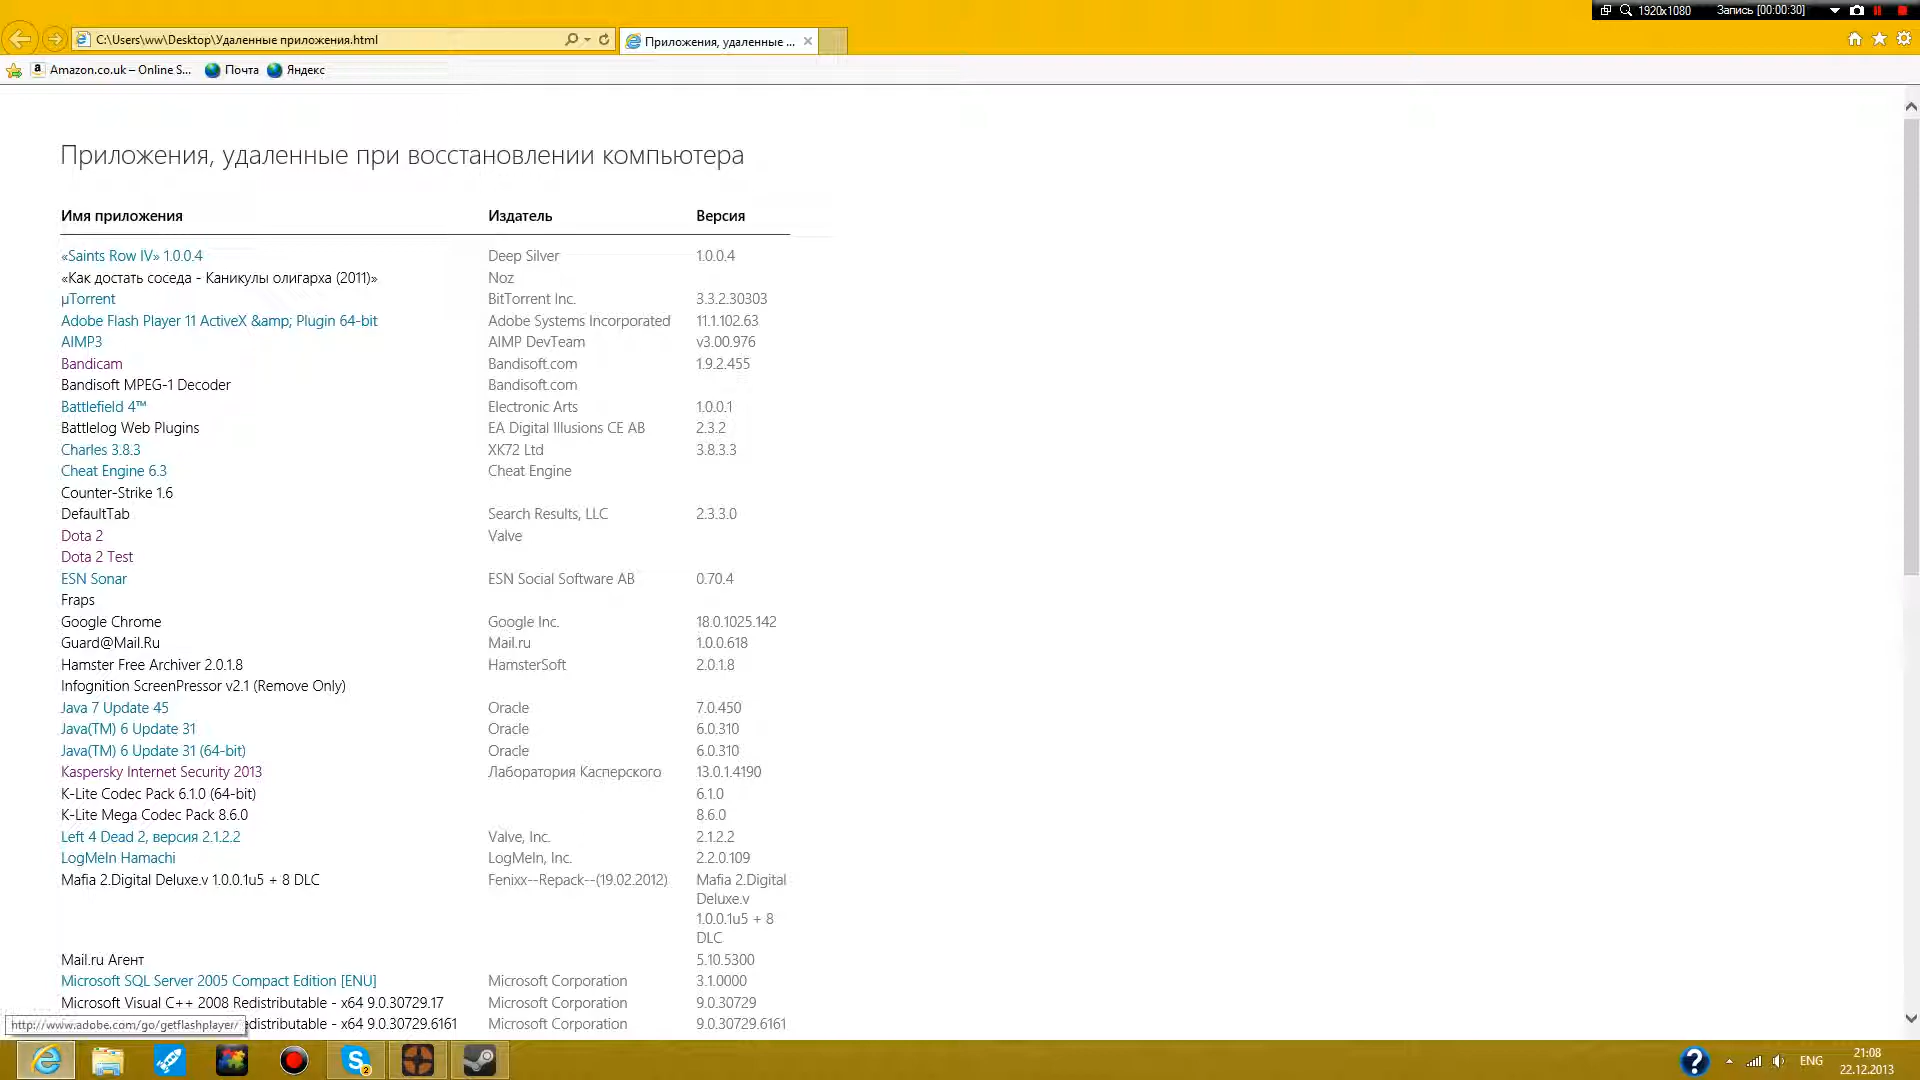 1920x1080 Запись [00:00:30]
C:\Users\ww\Desktop\Удаленные приложения.html
Приложения, удаленные ...
Amazon.co.uk – Online S... Почта Яндекс
Приложения, удаленные при восстановлении компьютера
Имя приложения Издатель Версия
«Saints Row IV» 1.0.0.4 Deep Silver 1.0.0.4
«Как достать соседа - Каникулы олигарха (2011)» Noz
µTorrent BitTorrent Inc. 3.3.2.30303
Adobe Flash Player 11 ActiveX &amp; Plugin 64-bit Adobe Systems Incorporated 11.1.102.63
AIMP3 AIMP DevTeam v3.00.976
Bandicam Bandisoft.com 1.9.2.455
Bandisoft MPEG-1 Decoder Bandisoft.com
Battlefield 4™ Electronic Arts 1.0.0.1
Battlelog Web Plugins EA Digital Illusions CE AB 2.3.2
Charles 3.8.3 XK72 Ltd 3.8.3.3
Cheat Engine 6.3 Cheat Engine
Counter-Strike 1.6
DefaultTab Search Results, LLC 2.3.3.0
Dota 2 Valve
Dota 2 Test
ESN Sonar ESN Social Software AB 0.70.4
Fraps
Google Chrome Google Inc. 18.0.1025.142
Guard@Mail.Ru Mail.ru 1.0.0.618
Hamster Free Archiver 2.0.1.8 HamsterSoft 2.0.1.8
Infognition ScreenPressor v2.1 (Remove Only)
Java 7 Update 45 Oracle 7.0.450
Java(TM) 6 Update 31 Oracle 6.0.310
Java(TM) 6 Update 31 (64-bit) Oracle 6.0.310
Kaspersky Internet Security 2013 Лаборатория Касперского 13.0.1.4190
K-Lite Codec Pack 6.1.0 (64-bit) 6.1.0
K-Lite Mega Codec Pack 8.6.0 8.6.0
Left 4 Dead 2, версия 2.1.2.2 Valve, Inc. 2.1.2.2
LogMeIn Hamachi LogMeIn, Inc. 2.2.0.109
Mafia 2.Digital Deluxe.v 1.0.0.1u5 + 8 DLC Fenixx--Repack--(19.02.2012) Mafia 2.Digital
Deluxe.v
1.0.0.1u5 + 8
DLC
Mail.ru Агент 5.10.5300
Microsoft SQL Server 2005 Compact Edition [ENU] Microsoft Corporation 3.1.0000
Microsoft Visual C++ 2008 Redistributable - x64 9.0.30729.17 Microsoft Corporation 9.0.30729
http://www.adobe.com/go/getflashplayer/ edistributable - x64 9.0.30729.6161 Microsoft Corporation 9.0.30729.6161
2
ENG 21:08
22.12.2013